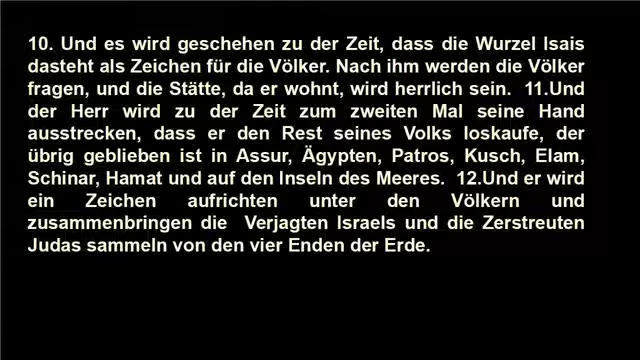 10. Und es wird geschehen zu der Zeit, dass die Wurzel Isais
dasteht als Zeichen für die Völker. Nach ihm werden die Völker
fragen, und die Stätte, da er wohnt, wird herrlich sein.  11.Und
der Herr wird zu der Zeit zum zweiten Mal seine Hand
ausstrecken, dass er den Rest seines Volks loskaufe, der
übrig geblieben ist in Assur, Ägypten, Patros, Kusch, Elam,
Schinar, Hamat und auf den Inseln des Meeres.  12.Und er wird
ein Zeichen aufrichten unter den Völkern und
zusammenbringen die  Verjagten Israels und die Zerstreuten
Judas sammeln von den vier Enden der Erde.